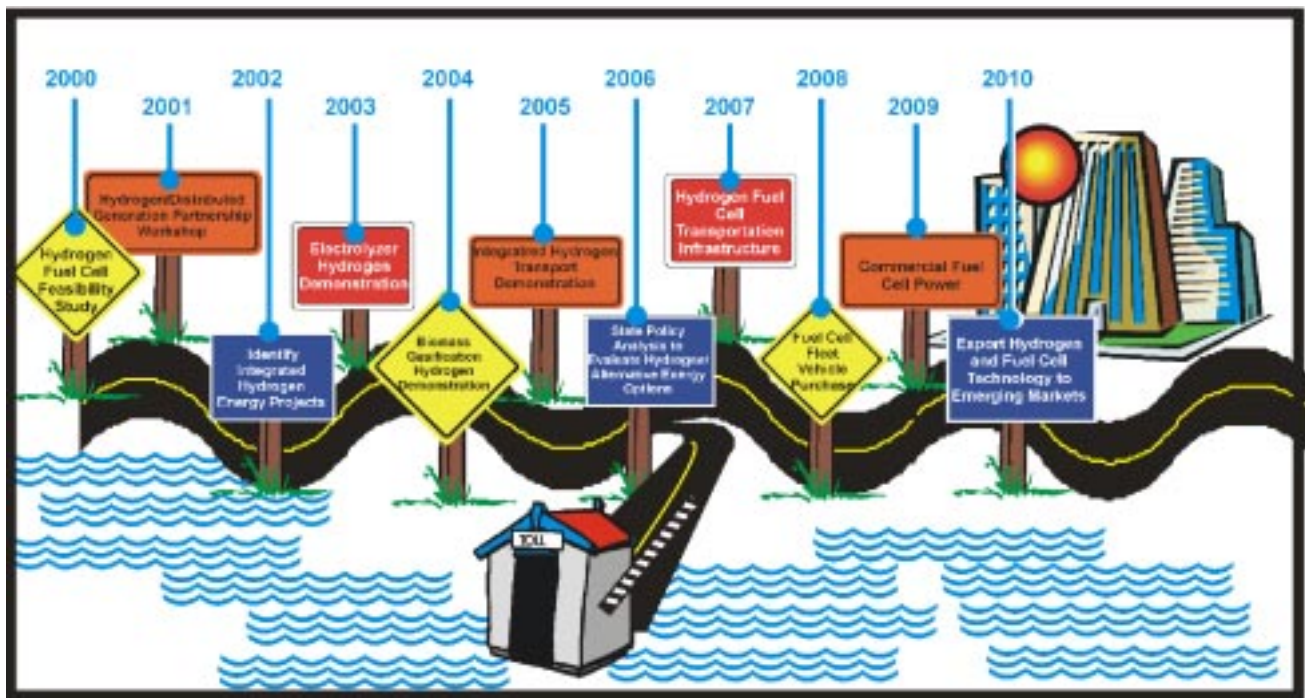 2000
2001
2002
2003
2004
2005
2006
2007
2008
2009
2010
Hydrogen
Fuel Cell
Feasibility
Study
Hydrogen/Distributed
Generation Partnership
Workshop
Identify
Integrated
Hydrogen
Energy Projects
Electrolyzer
Hydrogen
Demonstration
Biomass
Gasification
Hydrogen
Demonstration
Integrated Hydrogen
Transport
Demonstration
State Policy
Analysis to
Evaluate Hydrogen/
Alternative Energy
Options
Hydrogen Fuel
Cell
Transportation
Infrastructure
Fuel Cell
Fleet
Vehicle
Purchase
Commercial Fuel
Cell Power
Export Hydrogen
and Fuel Cell
Technology to
Emerging Markets
TOLL